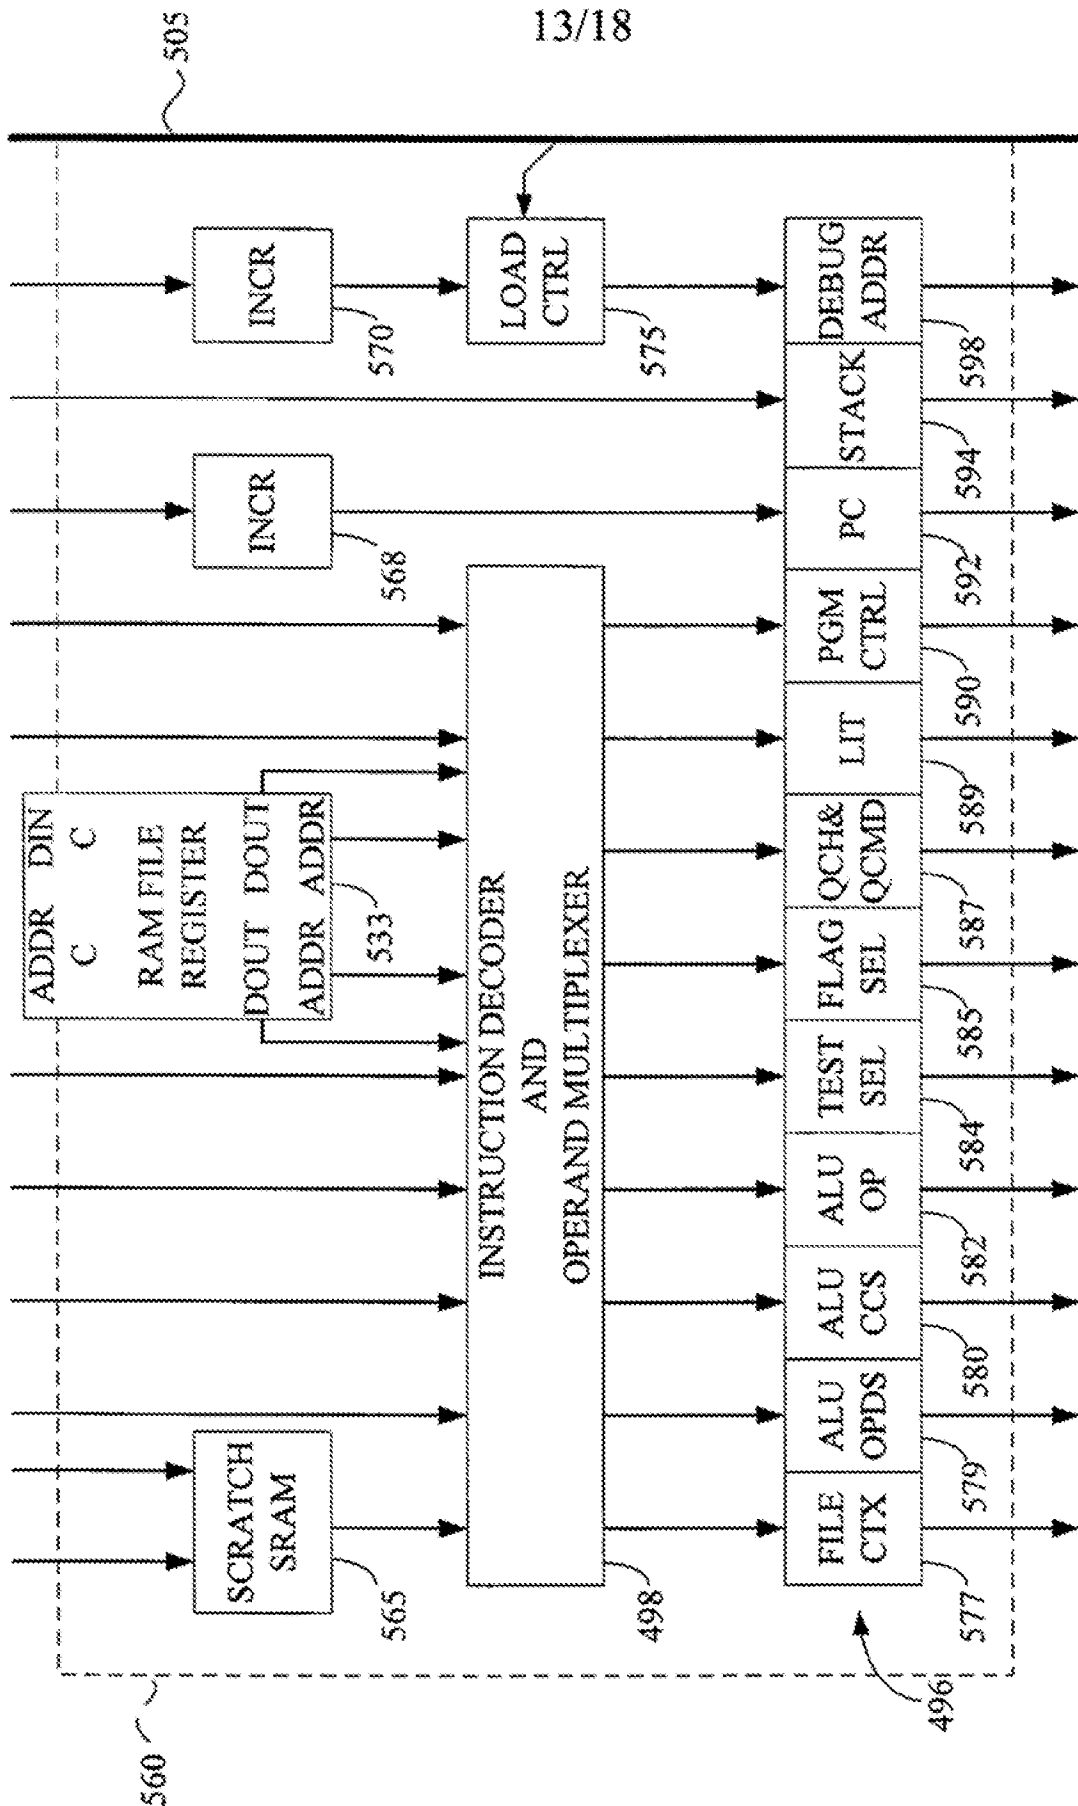 13/18
505
560
ADDR DIN
C C
RAM FILE
REGISTER
DOUT DOUT
ADDR ADDR
533
SCRATCH
SRAM
565
INCR
568
INCR
570
INSTRUCTION DECODER
AND
OPERAND MULTIPLEXER
498
LOAD
CTRL
575
496
FILE
CTX
577
ALU
OPDS
579
ALU
CCS
580
ALU
OP
582
TEST
SEL
584
FLAG
SEL
585
QCH&
QCMD
587
LIT
589
PGM
CTRL
590
PC
592
STACK
594
DEBUG
ADDR
598